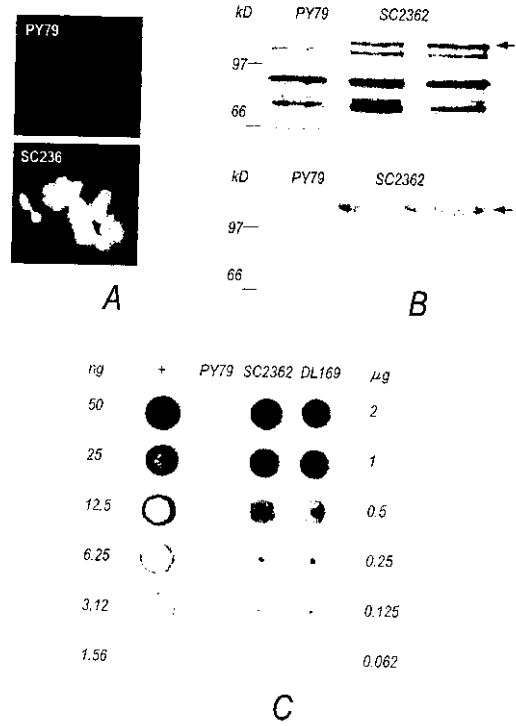 PY79
SC236
A
kD PY79 SC2362
97
66
kD PY79 SC2362
97
66
B
ng + PY79 SC2362 DL169 µg
50 2
25 1
12.5 0.5
6.25 0.25
3.12 0.125
1.56 0.062
C